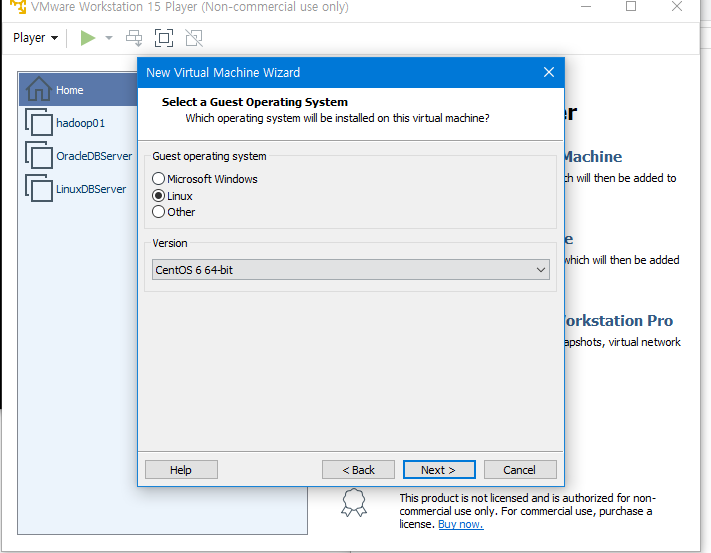 VMware Workstation 15 Player (Non-commercial use only)
Player
Home
hadoop01
OracleDBServer
LinuxDBServer
New Virtual Machine Wizard
Select a Guest Operating System
Which operating system will be installed on this virtual machine?
Guest operating system
Microsoft Windows
Linux
Other
Version
CentOS 6 64-bit
Help
< Back
Next >
Cancel
er
Machine
ch will then be added to
e
which will then be added
orkstation Pro
apshots, virtual network
This product is not licensed and is authorized for non-
commercial use only. For commercial use, purchase a
license. Buy now.